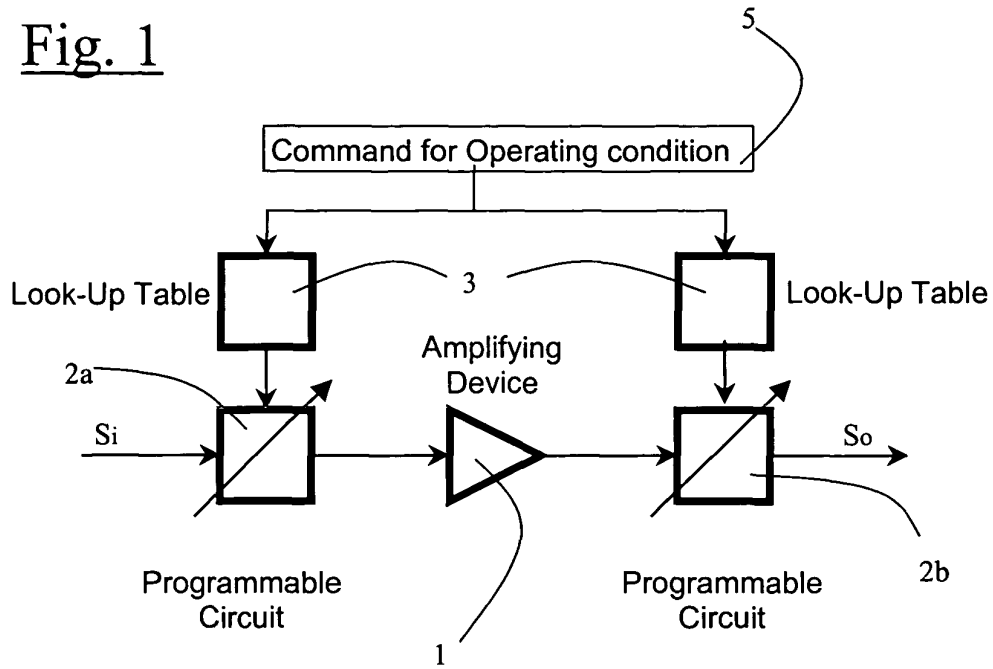 Fig. 1
5
Command for Operating condition
Look-Up Table
3
Look-Up Table
Amplifying
Device
2a
Si
So
2b
Programmable
Circuit
Programmable
Circuit
1